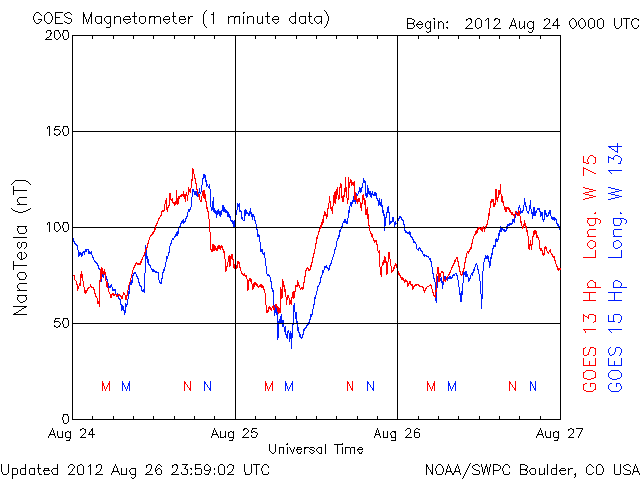 GOES Magnetometer (1 minute data)
Begin: 2012 Aug 24 0000 UTC
200
150
100
50
0
NanoTesla (nT)
M M N N M M N N M M N N
Aug 24 Aug 25 Aug 26 Aug 27
Universal Time
GOES 13 Hp Long. W 75
GOES 15 Hp Long. W 134
Updated 2012 Aug 26 23:59:02 UTC
NOAA/SWPC Boulder, CO USA